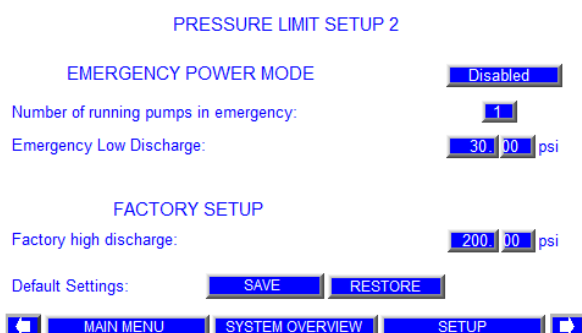 PRESSURE LIMIT SETUP 2
EMERGENCY POWER MODE Disabled
Number of running pumps in emergency: 1
Emergency Low Discharge: 30. 00 psi
FACTORY SETUP
Factory high discharge: 200. 00 psi
Default Settings: SAVE RESTORE
MAIN MENU SYSTEM OVERVIEW SETUP